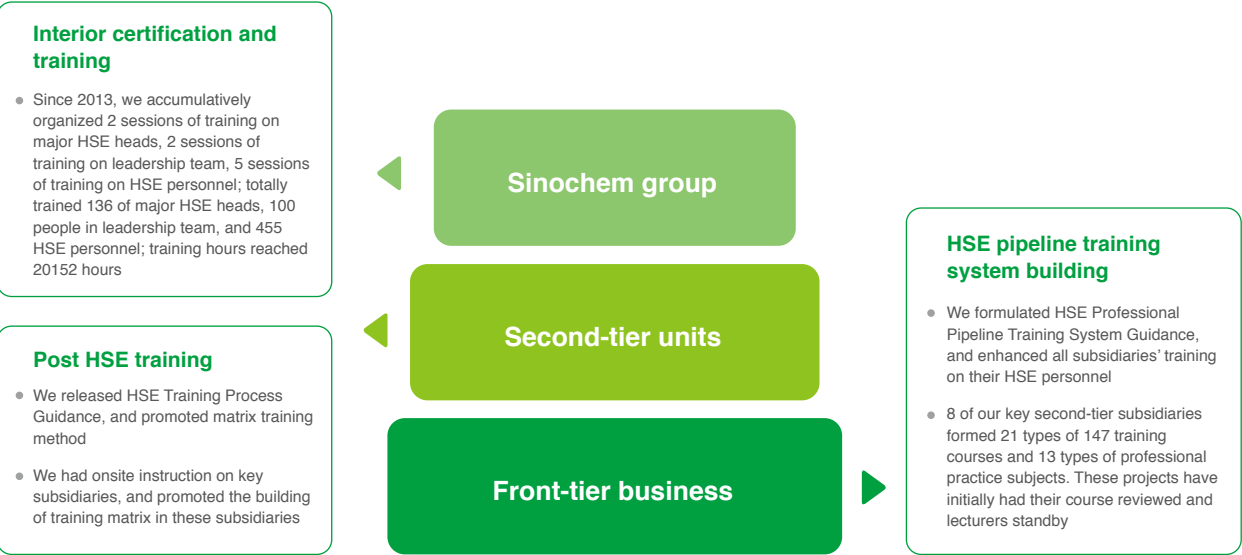 Interior certification and
training
Since 2013, we accumulatively
organized 2 sessions of training on
major HSE heads, 2 sessions of
training on leadership team, 5 sessions
of training on HSE personnel; totally
trained 136 of major HSE heads, 100
people in leadership team, and 455
HSE personnel; training hours reached
20152 hours
Post HSE training
We released HSE Training Process
Guidance, and promoted matrix training
method
We had onsite instruction on key
subsidiaries, and promoted the building
of training matrix in these subsidiaries
Sinochem group
Second-tier units
Front-tier business
HSE pipeline training
system building
We formulated HSE Professional
Pipeline Training System Guidance,
and enhanced all subsidiaries' training
on their HSE personnel
8 of our key second-tier subsidiaries
formed 21 types of 147 training
courses and 13 types of professional
practice subjects. These projects have
initially had their course reviewed and
lecturers standby